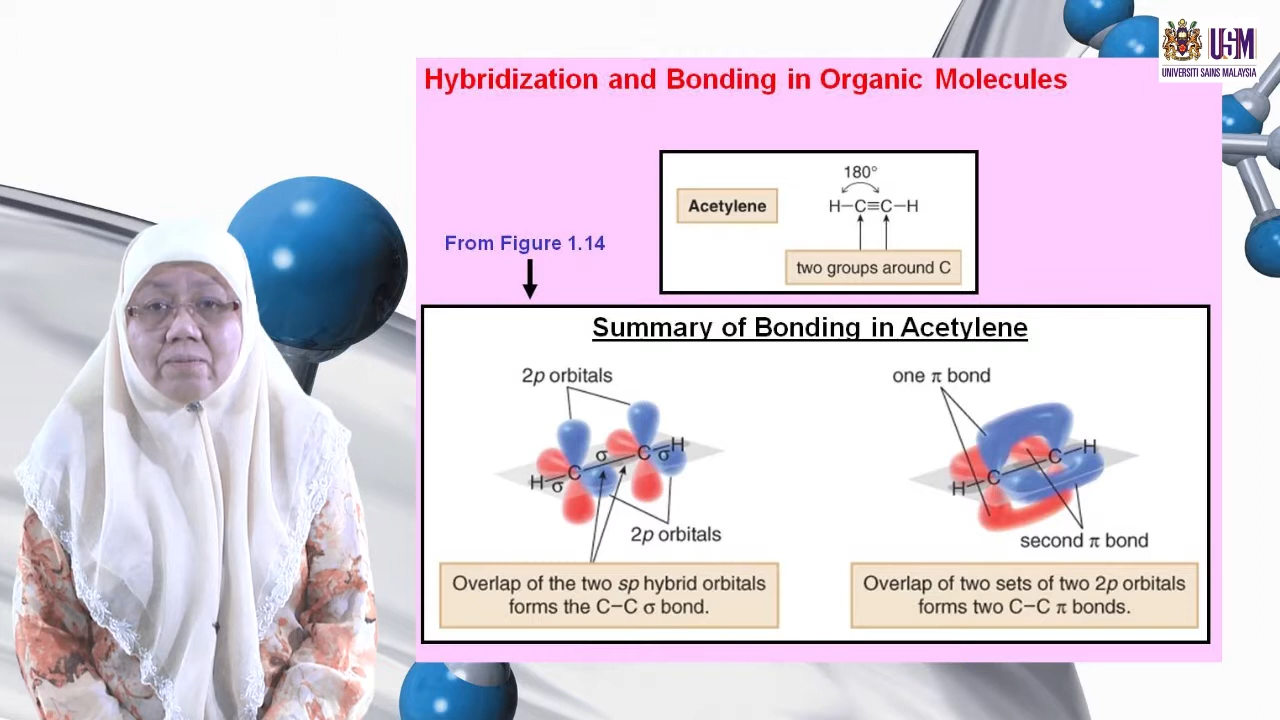 USM
UNIVERSITI SAINS MALAYSIA
Hybridization and Bonding in Organic Molecules
180°
Acetylene
H−C≡C−H
two groups around C
From Figure 1.14
Summary of Bonding in Acetylene
2p orbitals
H
σ
C
σ
C
σ
H
2p orbitals
Overlap of the two sp hybrid orbitals
forms the C−C σ bond.
one π bond
H
C
C
H
second π bond
Overlap of two sets of two 2p orbitals
forms two C−C π bonds.